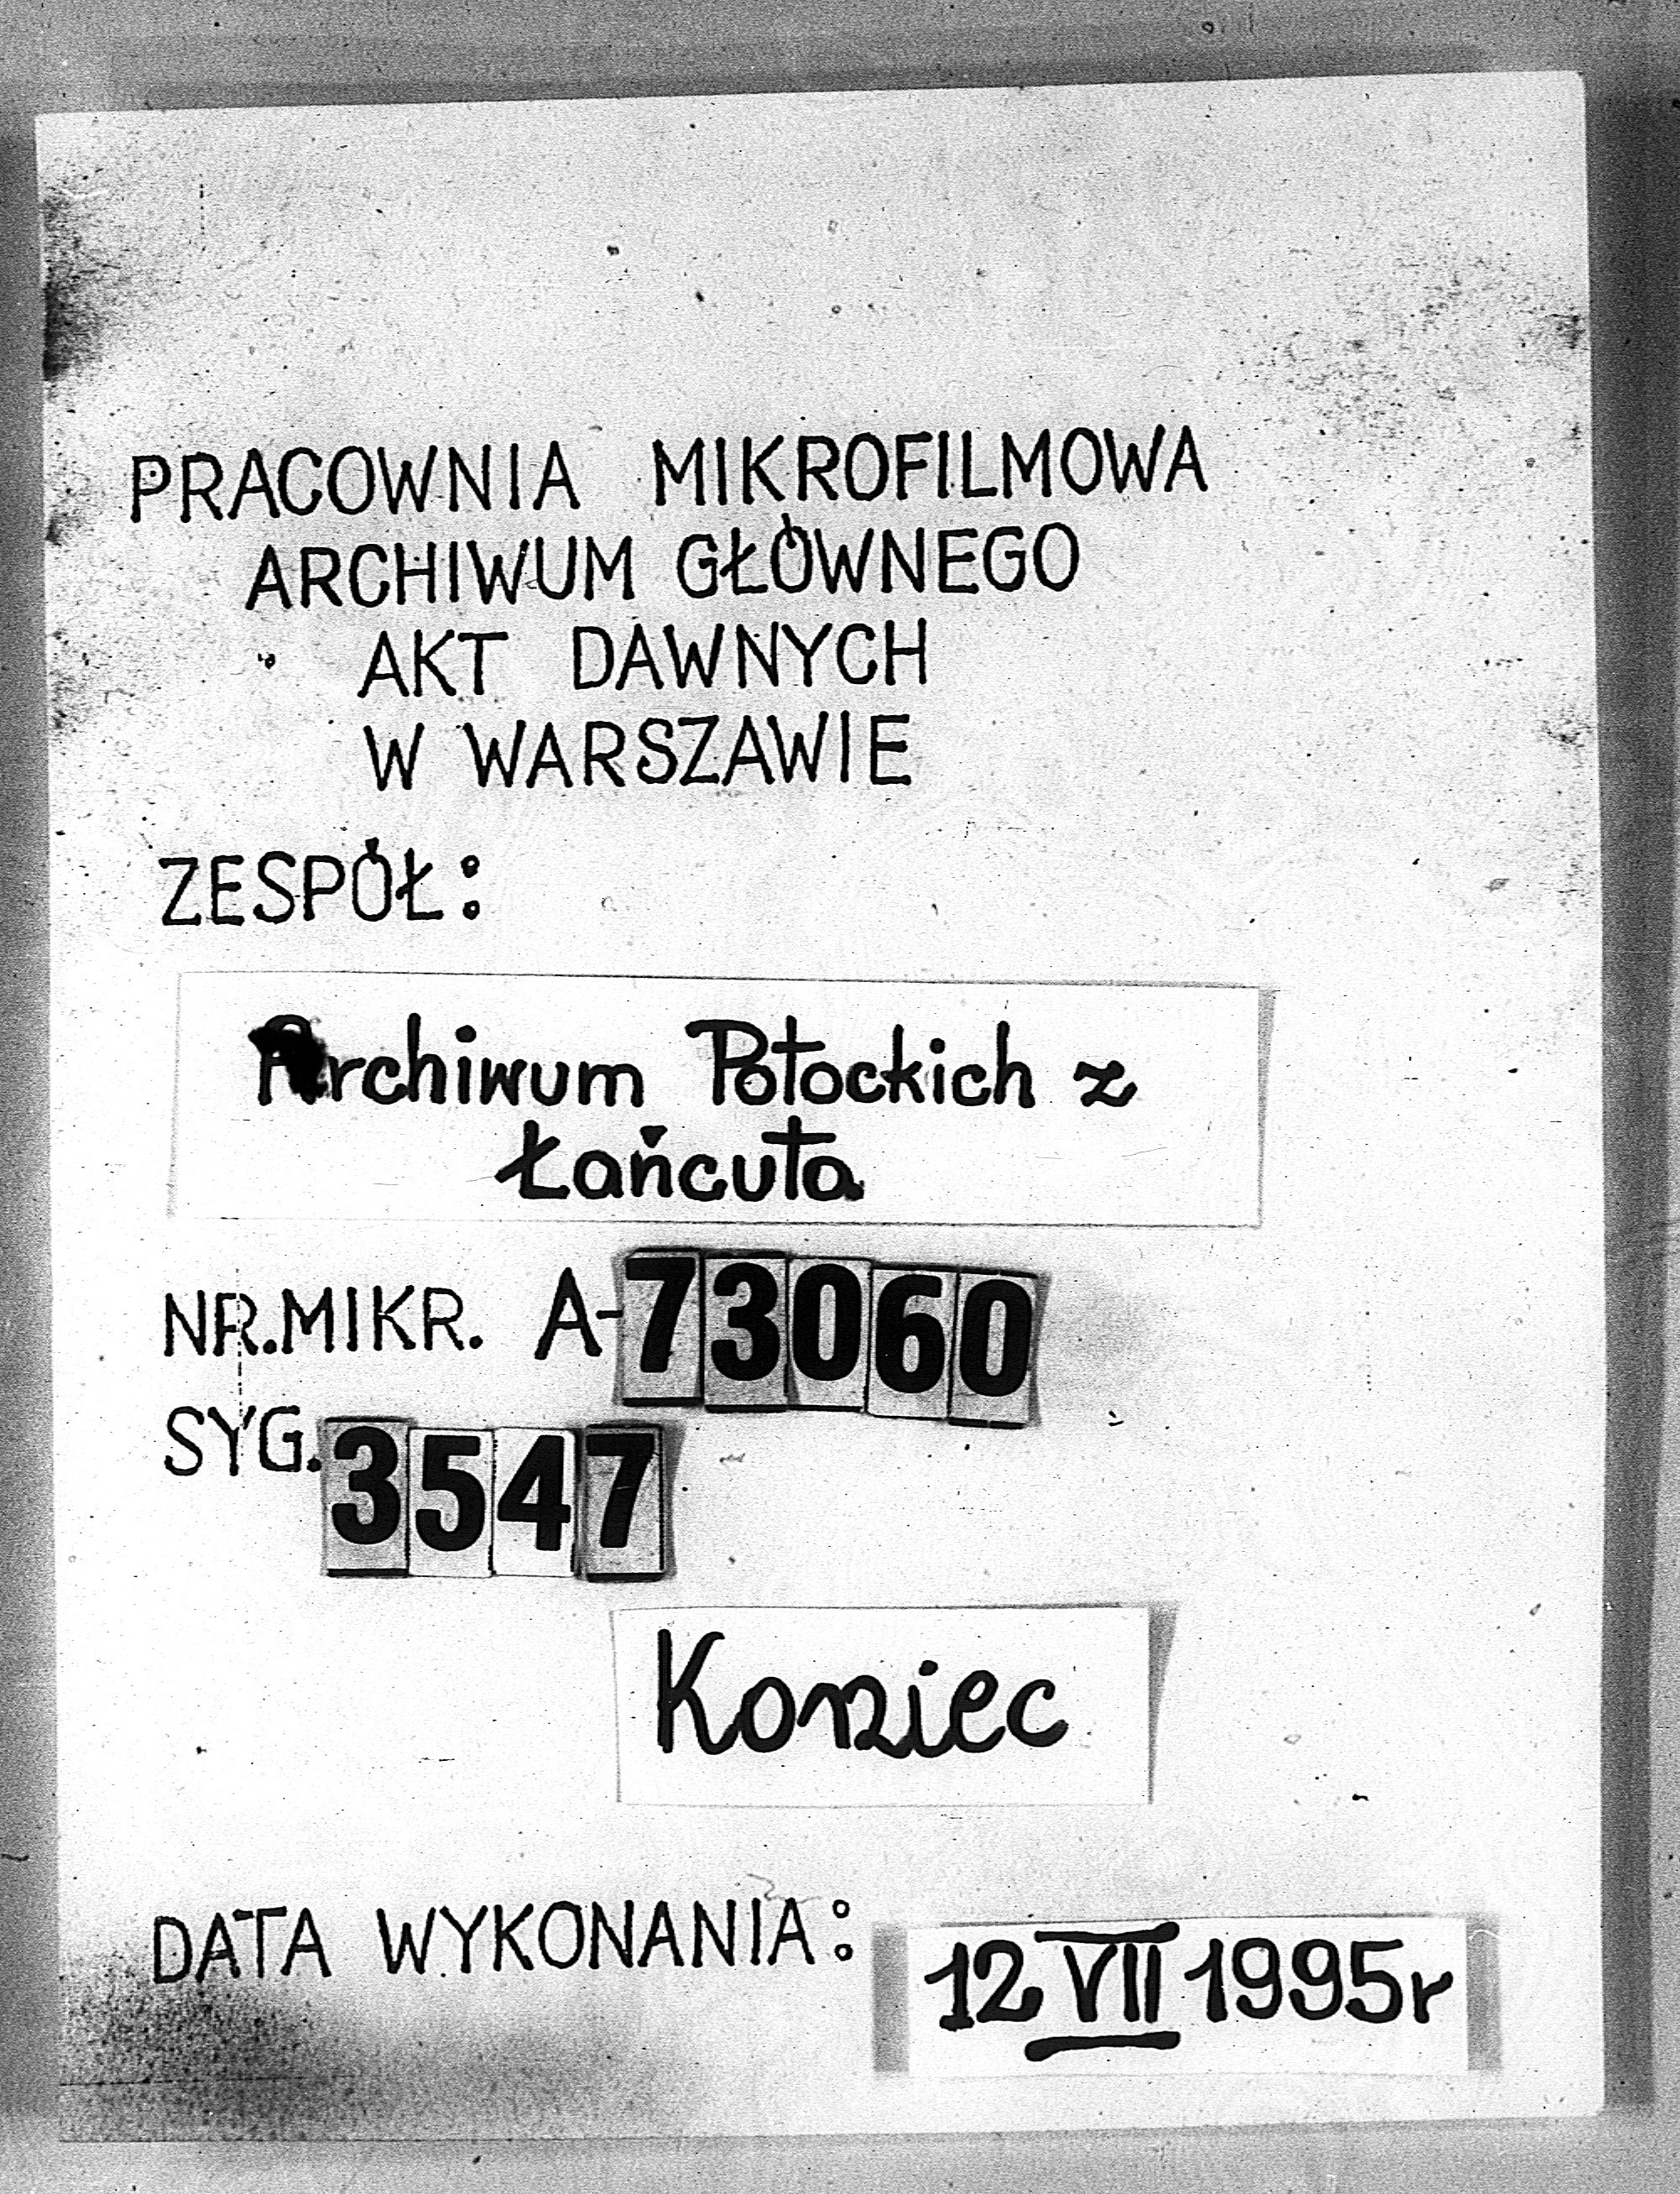 PRACOWNIA MIKROFILMOWA
ARCHIWUM GŁÓWNEGO
AKT DAWNYCH
W WARSZAWIE
ZESPÓŁ:
Archiwum Potockich z
Łańcuta
NR.MIKR. A-73060
SYG. 3547
Koniec
DATA WYKONANIA: 12 VII 1995r